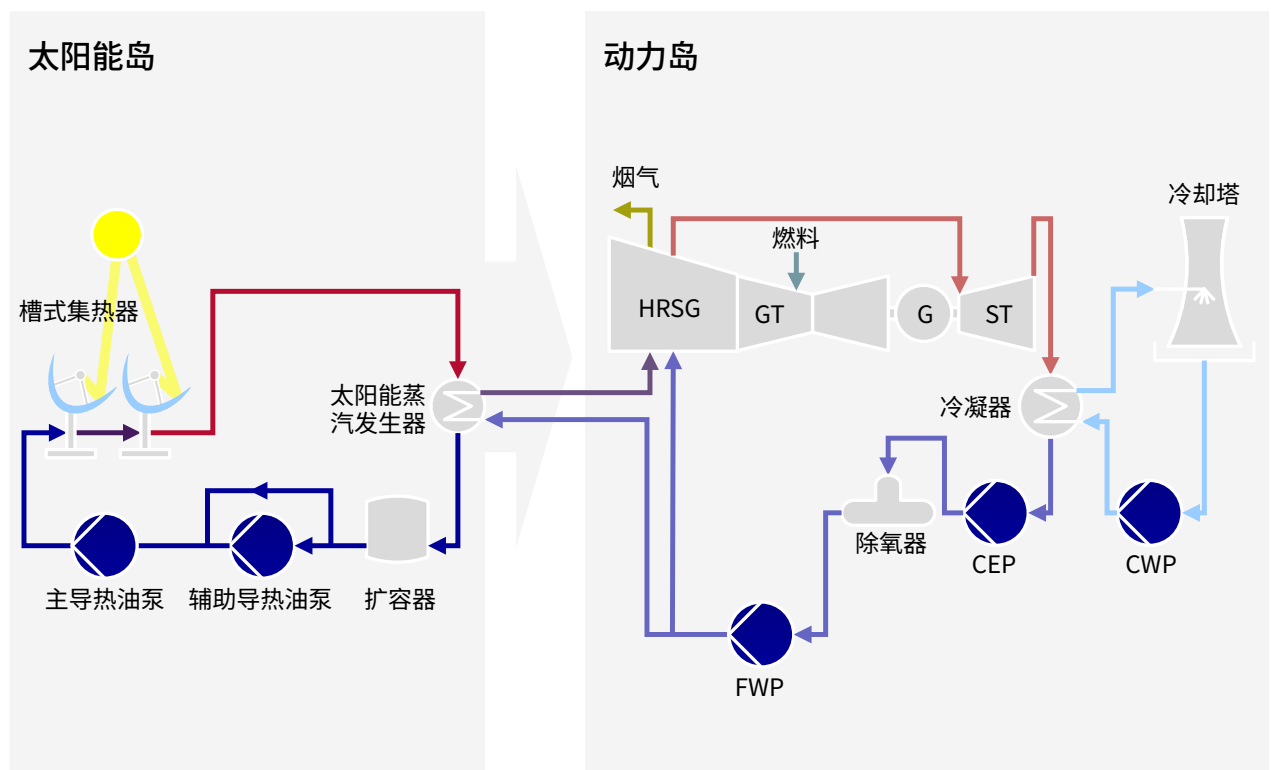 太阳能岛
动力岛
烟气
冷却塔
燃料
槽式集热器
HRSG
GT
G
ST
太阳能蒸
汽发生器
冷凝器
除氧器
CEP
CWP
主导热油泵
辅助导热油泵
扩容器
FWP